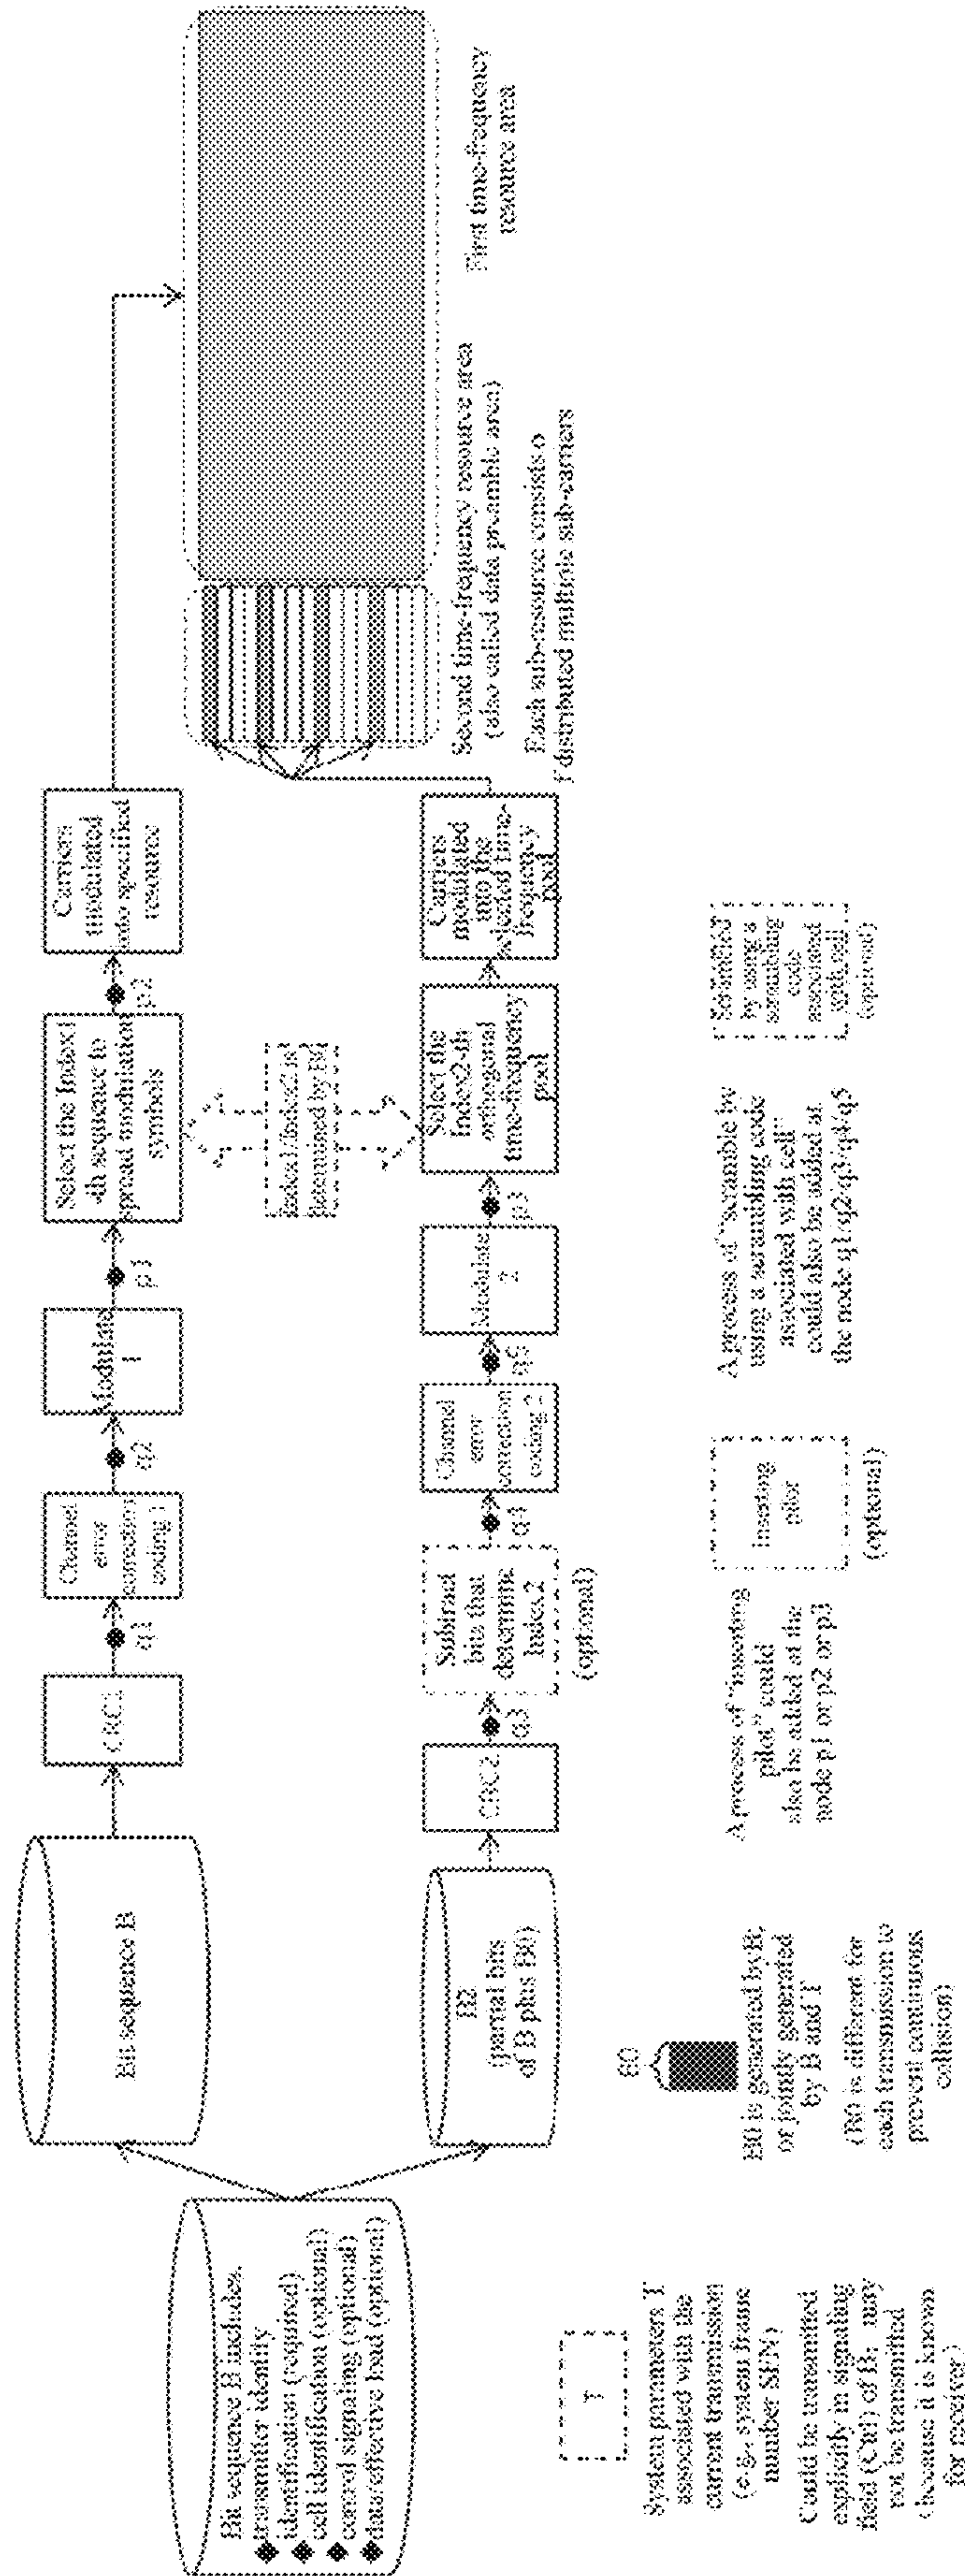 Bit sequence B includes:
transmitter identity
identification (required)
cell identification (optional)
control signaling (optional)
data/effective load (optional)
Bit sequence B
CRC1
q1
Channel
error
correction
coding 1
q2
Modulate
1
p1
Select the Index1
-th sequence to
spread modulation
symbols
p2
Carriers
modulated
into specified
resource
B2
(partial bits
of B plus B0)
CRC2
q3
Subtract
bits that
determine
Index2
(optional)
q4
Channel
error
correction
coding 2
q5
Modulate
2
p3
Select the
Index2-th
orthogonal
time-frequency
pool
Carriers
modulated
into the
selected time-
frequency
pool
Index1/Index2 is
determined by B0
Second time-frequency resource area
(also called data preamble area)
Each sub-resource consists o
f distributed multiple sub-carriers
First time-frequency
resource area
T
System parameters T
associated with the
current transmission
(e.g., system frame
number SFN)
Could be transmitted
explicitly in signaling
field (Ctrl) of B; may
not be transmitted
(because it is known
for receiver)
B0
B0 is generated by B;
or jointly generated
by B and T
(B0 is different for
each transmission to
prevent continuous
collision)
A process of "inserting
pilot" could
also be added at the
node p1 or p2 or p3
Inserting
pilot
(optional)
A process of "scramble by
using a scrambling code
associated with cell"
could also be added at
the node q1/q2/q3/q4/q5
Scrambled
by using a
scrambling
code
associated
with cell
(optional)